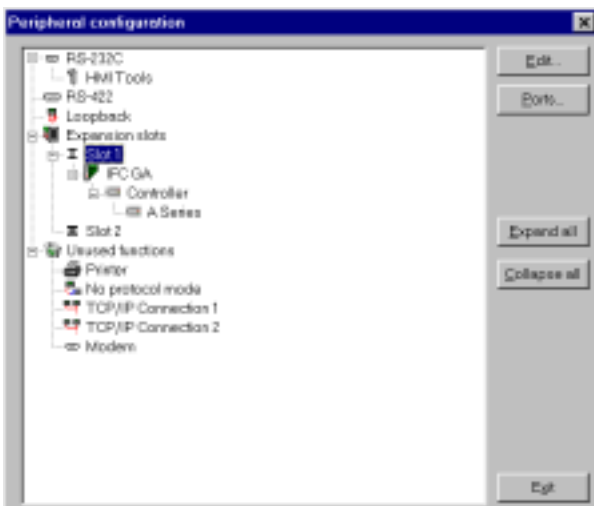 Peripheral configuration
RS-232C
HMI Tools
RS-422
Loopback
Expansion slots
Slot 1
IFC GA
Controller
A Series
Slot 2
Unused functions
Printer
No protocol mode
TCP/IP Connection 1
TCP/IP Connection 2
Modem
Edit...
Ports...
Expand all
Collapse all
Exit